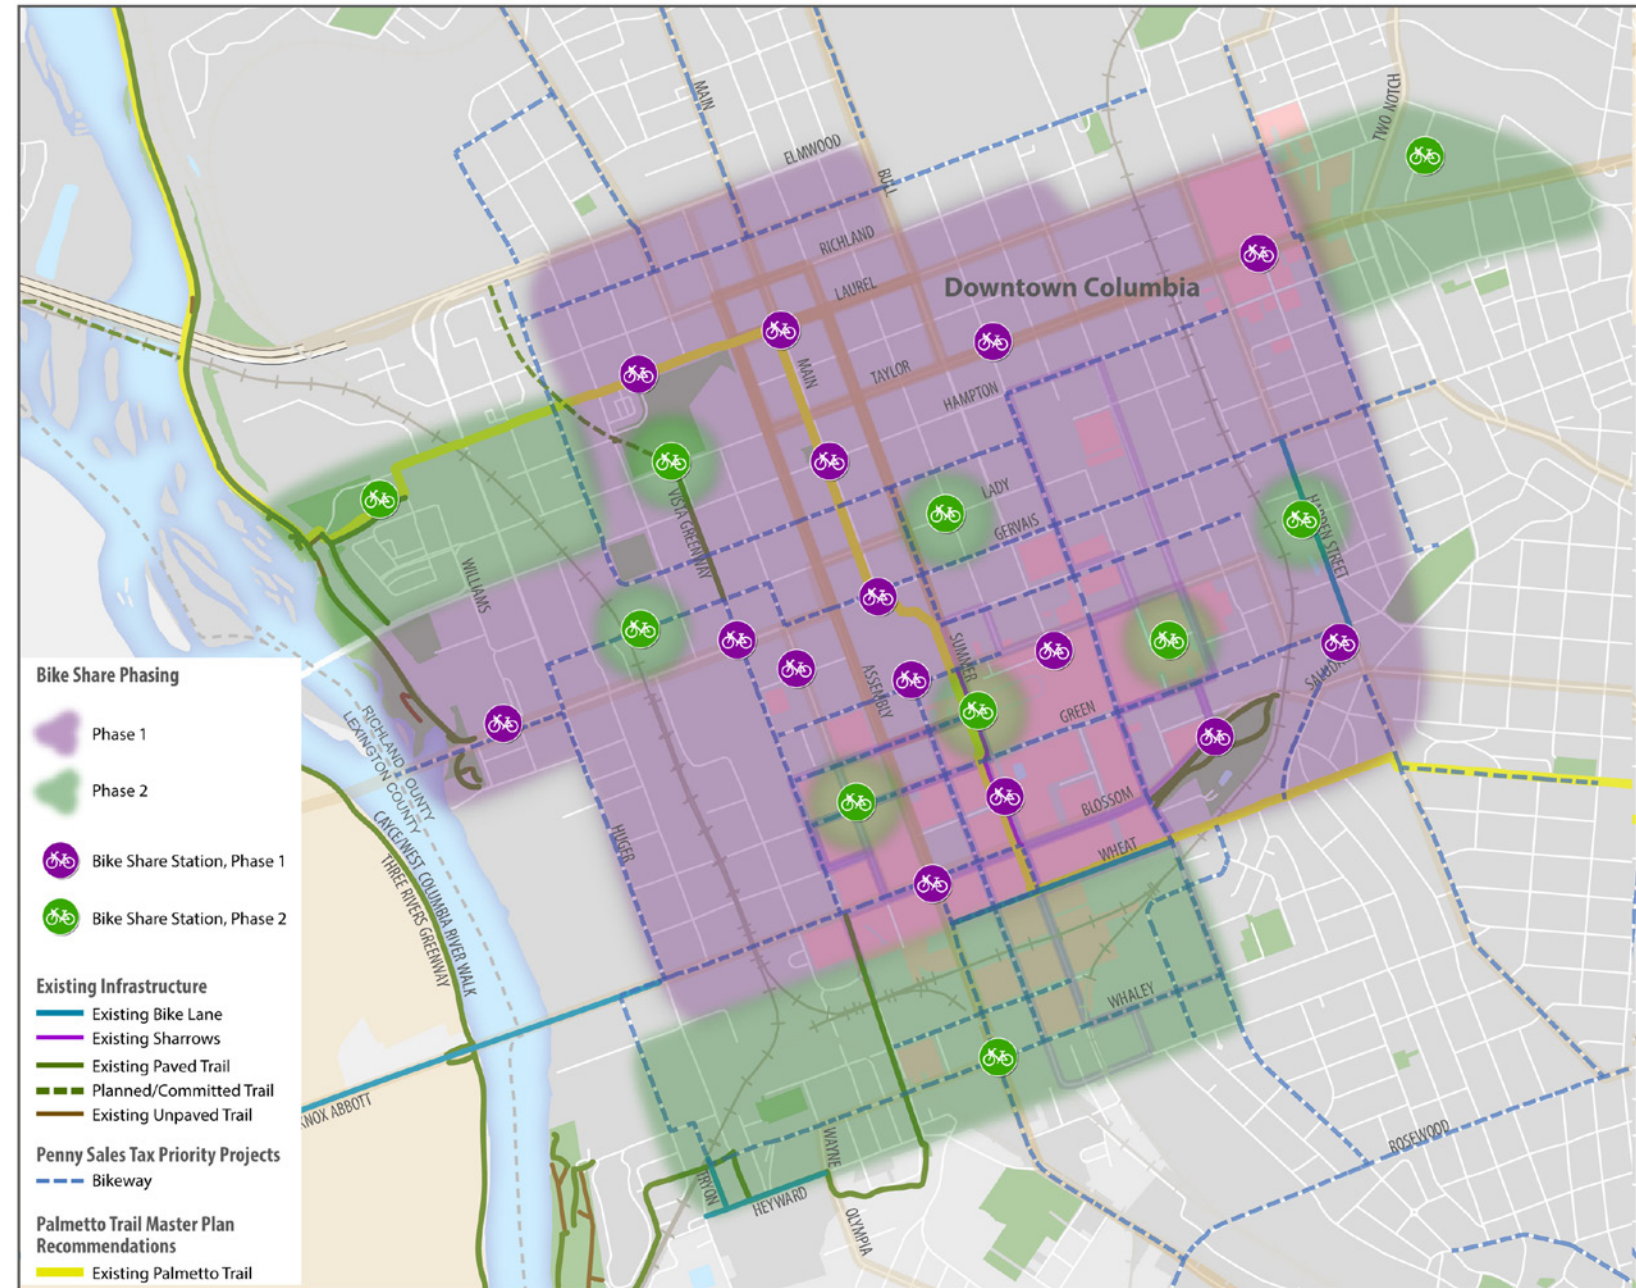 MAIN
TWO NOTCH
ELMWOOD
BULL
RICHLAND
Downtown Columbia
LAUREL
MAIN
TAYLOR
HAMPTON
LADY
VISTA GREENWAY
GERVAIS
HARDEN STREET
WILLIAMS
SUMMER
SALUDA
ASSEMBLY
GREEN
RICHLAND COUNTY
LEXINGTON COUNTY
BLOSSOM
HUGER
WHEAT
CAYCE/WEST COLUMBIA RIVER WALK
THREE RIVERS GREENWAY
WHALEY
KNOX ABBOTT
WAYNE
ROSEWOOD
TRYON
HEYWARD
OLYMPIA
Bike Share Phasing
Phase 1
Phase 2
Bike Share Station, Phase 1
Bike Share Station, Phase 2
Existing Infrastructure
Existing Bike Lane
Existing Sharrows
Existing Paved Trail
Planned/Committed Trail
Existing Unpaved Trail
Penny Sales Tax Priority Projects
Bikeway
Palmetto Trail Master Plan
Recommendations
Existing Palmetto Trail